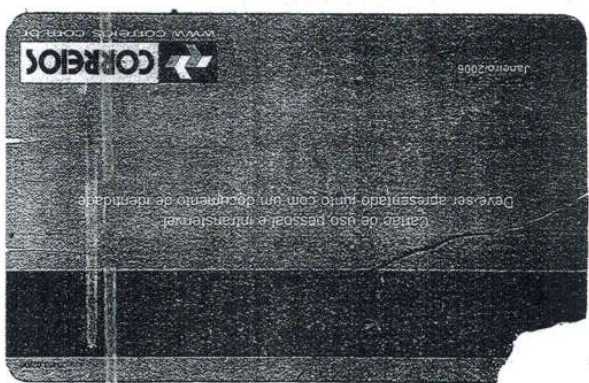 Cartão de uso pessoal e intransferível
Deve ser apresentado junto com um documento de identidade
Janeiro/2006
CORREIOS
www.correios.com.br